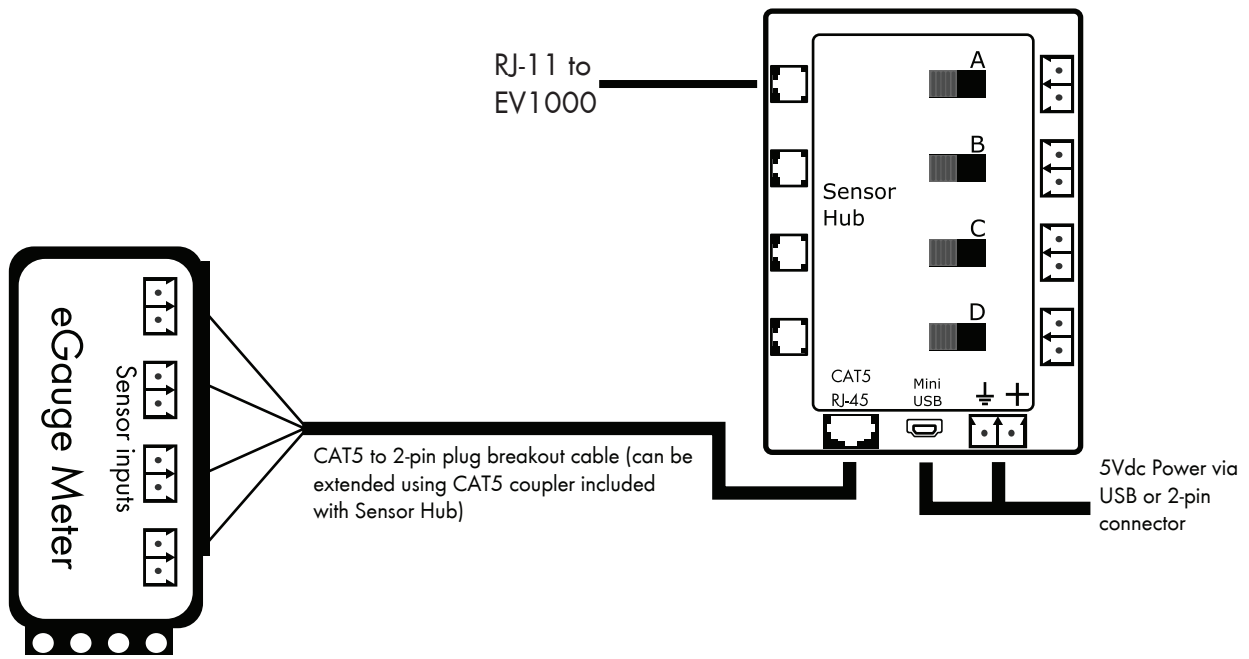 RJ-11 to
EV1000
A
B
Sensor
Hub
C
D
CAT5
RJ-45
Mini
USB
+
eGauge Meter
Sensor inputs
CAT5 to 2-pin plug breakout cable (can be
extended using CAT5 coupler included
with Sensor Hub)
5Vdc Power via
USB or 2-pin
connector